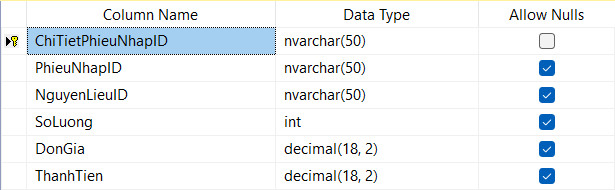 Column Name Data Type Allow Nulls
ChiTietPhieuNhapID nvarchar(50)
PhieuNhapID nvarchar(50)
NguyenLieuID nvarchar(50)
SoLuong int
DonGia decimal(18, 2)
ThanhTien decimal(18, 2)